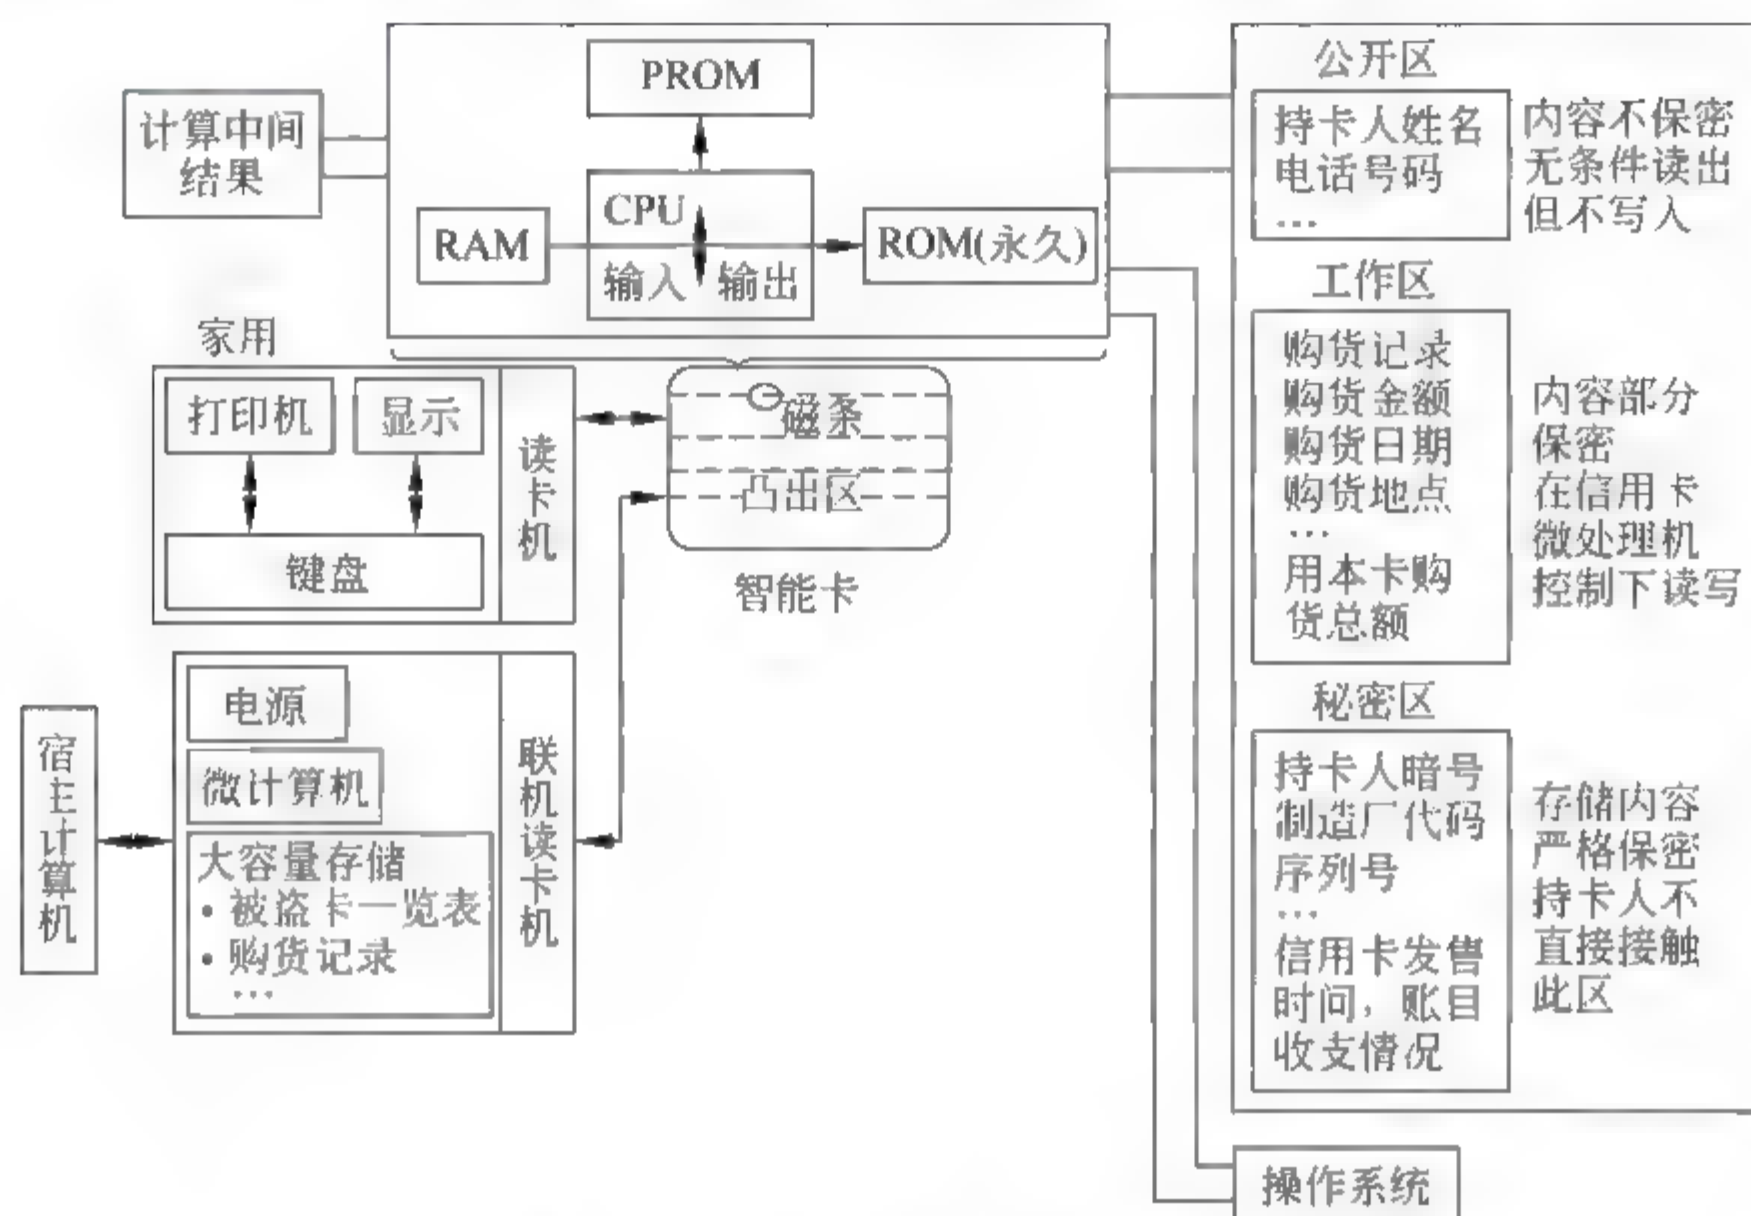 PROM
计算中间
结果
CPU
RAM
ROM(永久)
输入 输出
家用
打印机
显示
键盘
读卡机
磁条
凸出区
智能卡
电源
微计算机
大容量存储
• 被盗卡一览表
• 购货记录
…
联机读卡机
宿主计算机
公开区
持卡人姓名
电话号码
…
内容不保密
无条件读出
但不写入
工作区
购货记录
购货金额
购货日期
购货地点
…
用本卡购
货总额
内容部分
保密
在信用卡
微处理机
控制下读写
秘密区
持卡人暗号
制造厂代码
序列号
…
信用卡发售
时间，账目
收支情况
存储内容
严格保密
持卡人不
直接接触
此区
操作系统